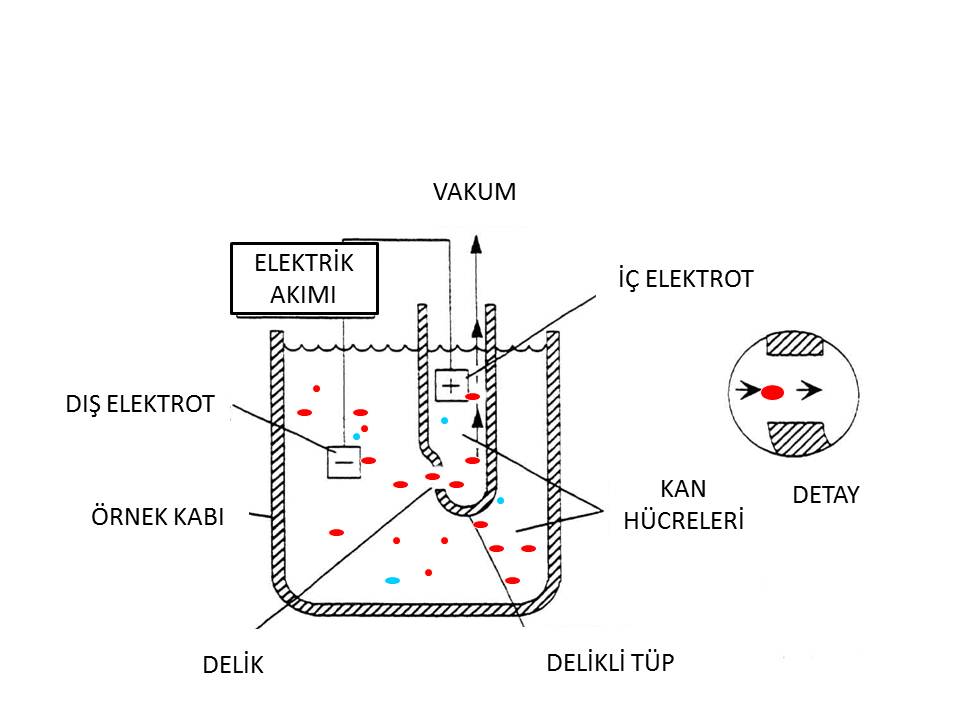 VAKUM
ELEKTRİK
AKIMI
İÇ ELEKTROT
+
DIŞ ELEKTROT
−
ÖRNEK KABI
KAN
HÜCRELERİ
DETAY
DELİK
DELİKLİ TÜP